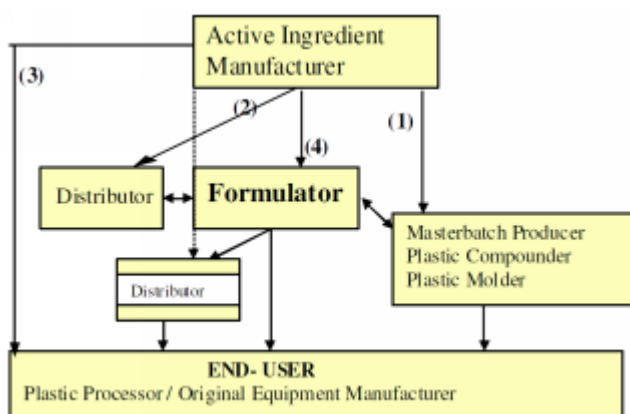 Active Ingredient
Manufacturer
(3)
(2)
(1)
(4)
Distributor
Formulator
Masterbatch Producer
Plastic Compounder
Plastic Molder
Distributor
END- USER
Plastic Processor / Original Equipment Manufacturer